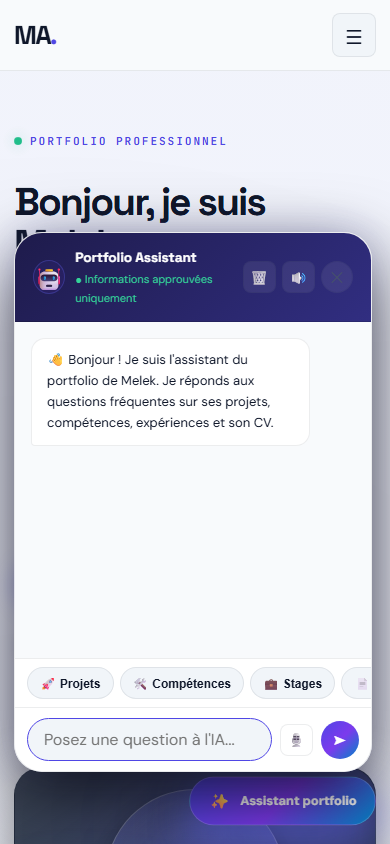 MA.
PORTFOLIO PROFESSIONNEL
Bonjour, je suis
Portfolio Assistant
● Informations approuvées
uniquement
👋 Bonjour ! Je suis l'assistant du
portfolio de Melek. Je réponds aux
questions fréquentes sur ses projets,
compétences, expériences et son CV.
🚀 Projets 🛠️ Compétences 💼 Stages
Posez une question à l'IA...
✨ Assistant portfolio